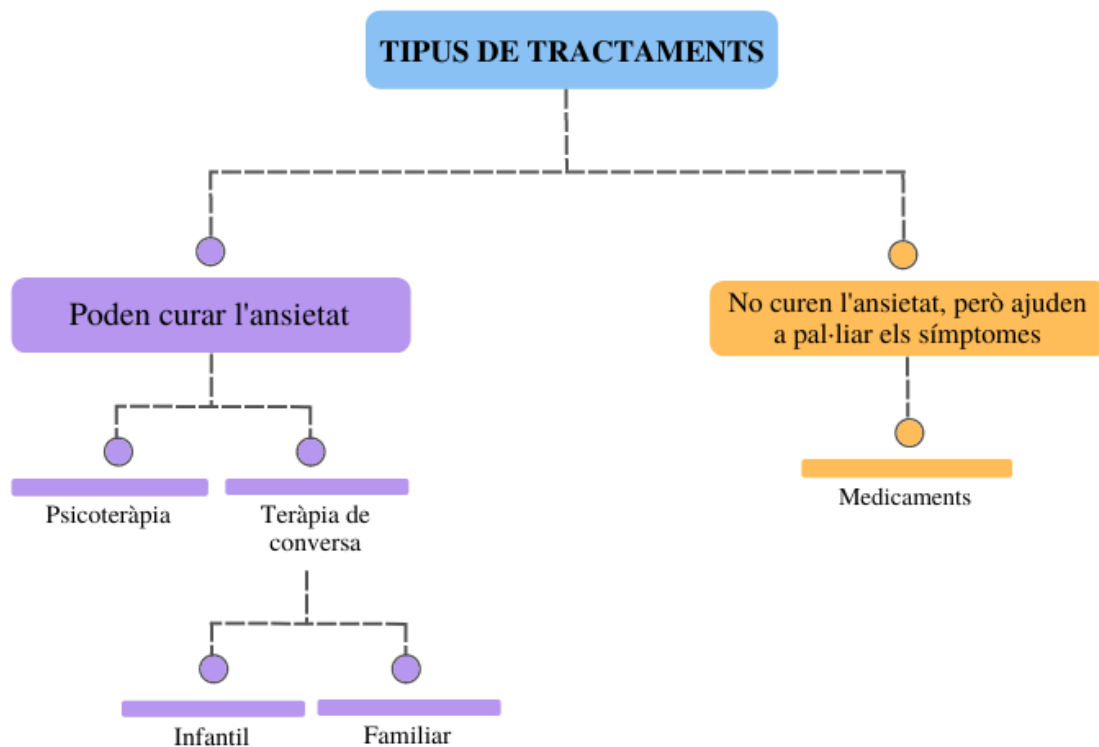 TIPUS DE TRACTAMENTS
Poden curar l'ansietat
No curen l'ansietat, però ajuden
a pal·liar els símptomes
Psicoteràpia
Teràpia de
conversa
Medicaments
Infantil
Familiar